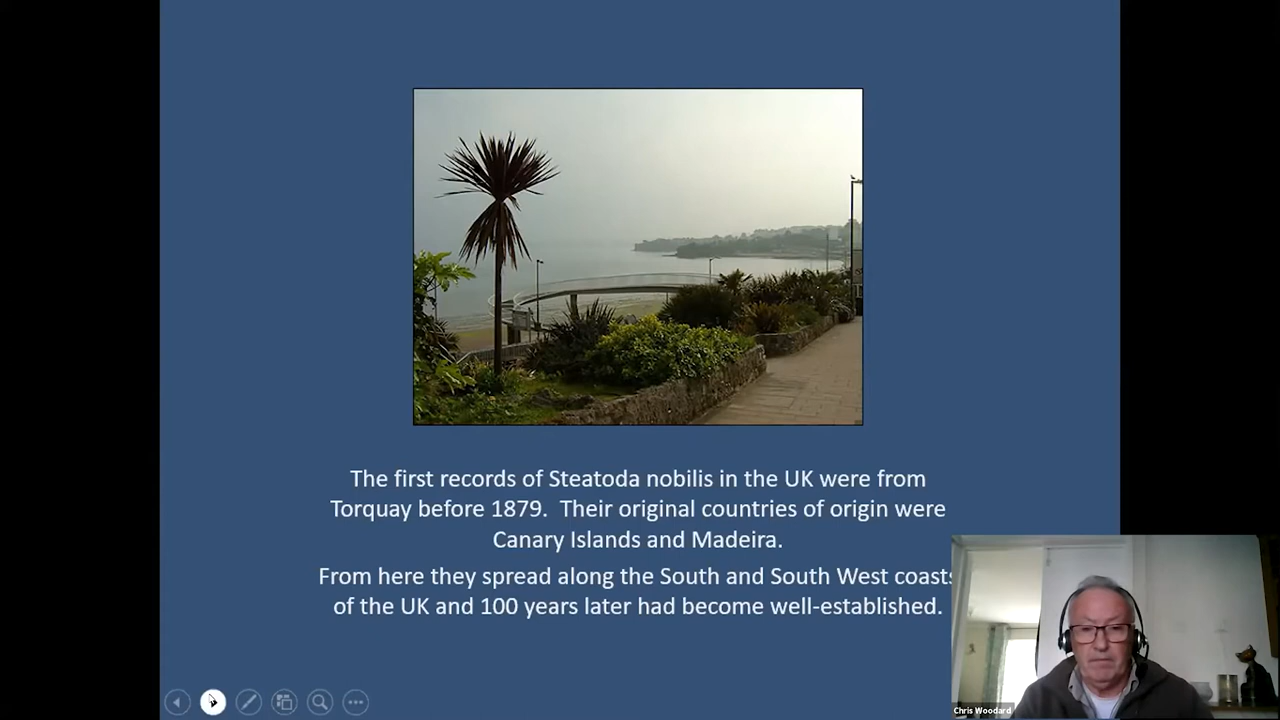 The first records of Steatoda nobilis in the UK were from
Torquay before 1879.  Their original countries of origin were
Canary Islands and Madeira.
From here they spread along the South and South West coasts
of the UK and 100 years later had become well-established.
Chris Woodard